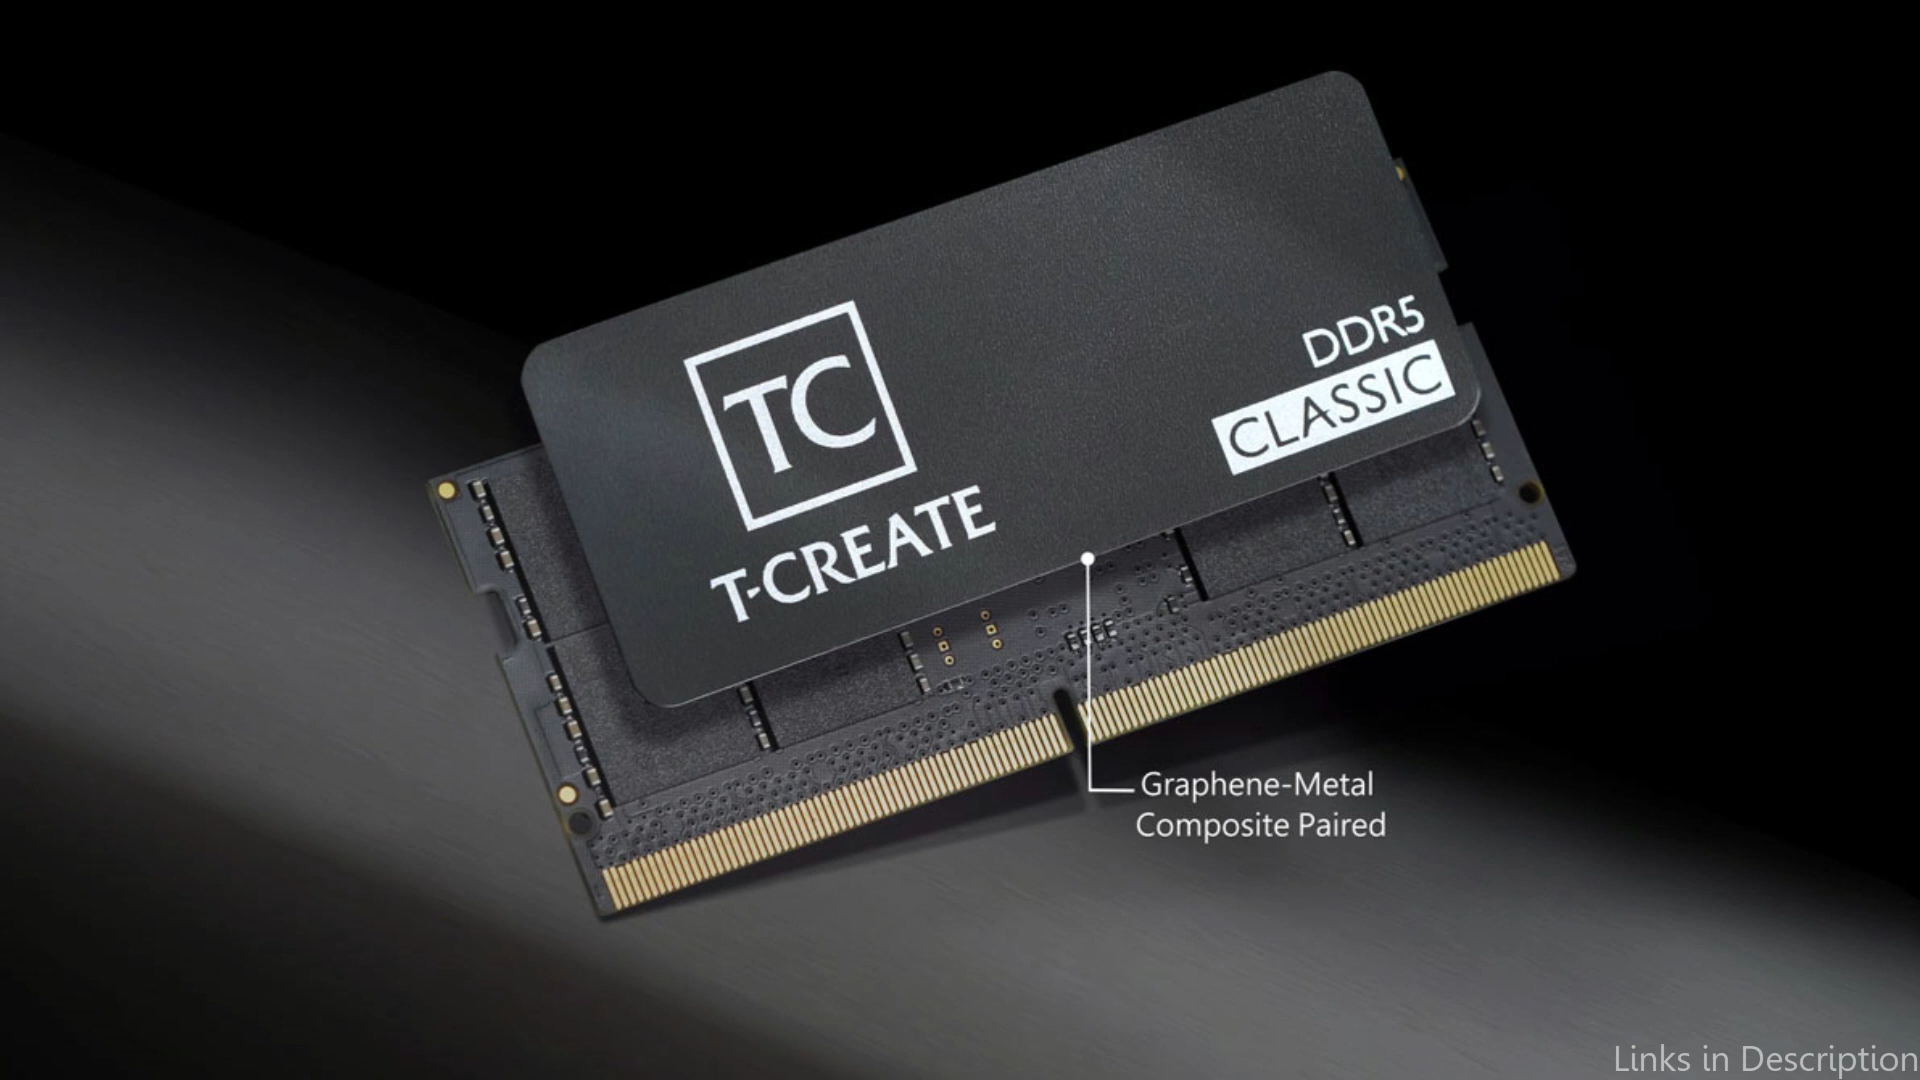 TC
T-CREATE
DDR5
CLASSIC
Graphene-Metal
Composite Paired
Links in Description